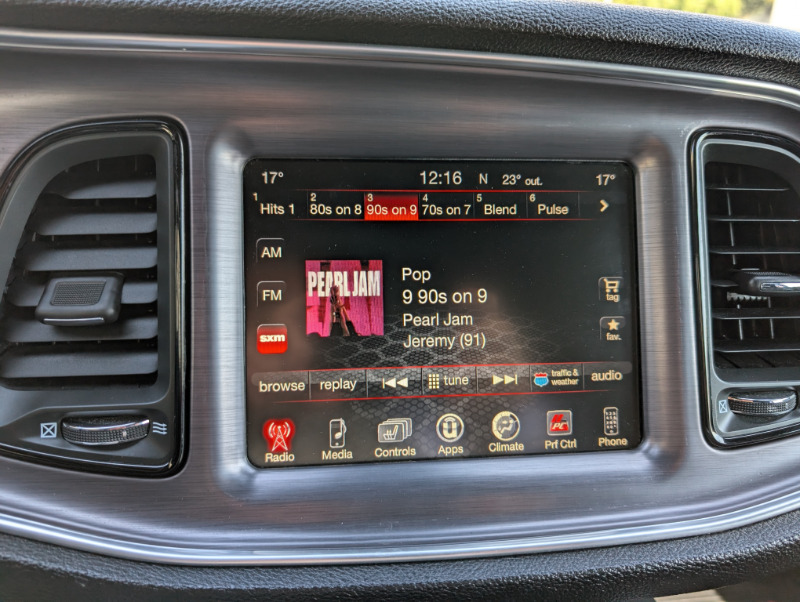 17° 12:16 N 23° out. 17°
1 Hits 1 2 80s on 8 3 90s on 9 4 70s on 7 5 Blend 6 Pulse
AM
FM
sxm
PEARL JAM
Pop
9 90s on 9
Pearl Jam
Jeremy (91)
tag
fav.
browse replay tune traffic & weather audio
Radio Media Controls Apps Climate PC Prf Ctrl Phone